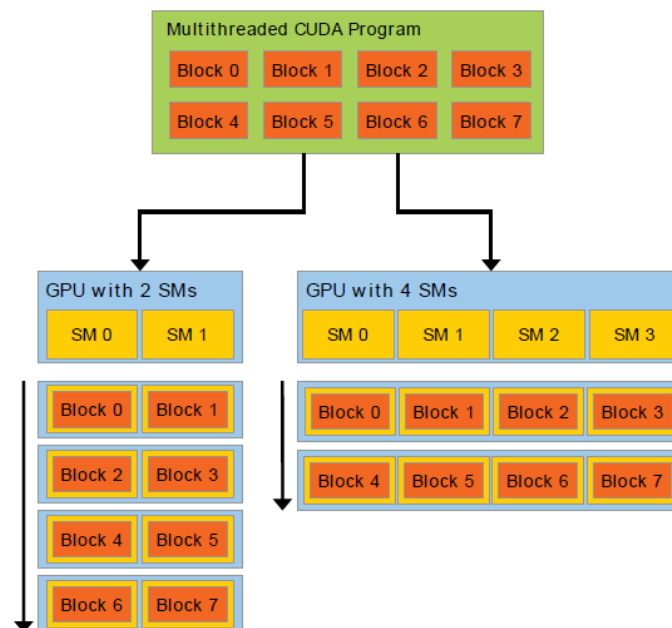 Multithreaded CUDA Program
Block 0 Block 1 Block 2 Block 3
Block 4 Block 5 Block 6 Block 7
GPU with 2 SMs
SM 0 SM 1
Block 0 Block 1
Block 2 Block 3
Block 4 Block 5
Block 6 Block 7
GPU with 4 SMs
SM 0 SM 1 SM 2 SM 3
Block 0 Block 1 Block 2 Block 3
Block 4 Block 5 Block 6 Block 7